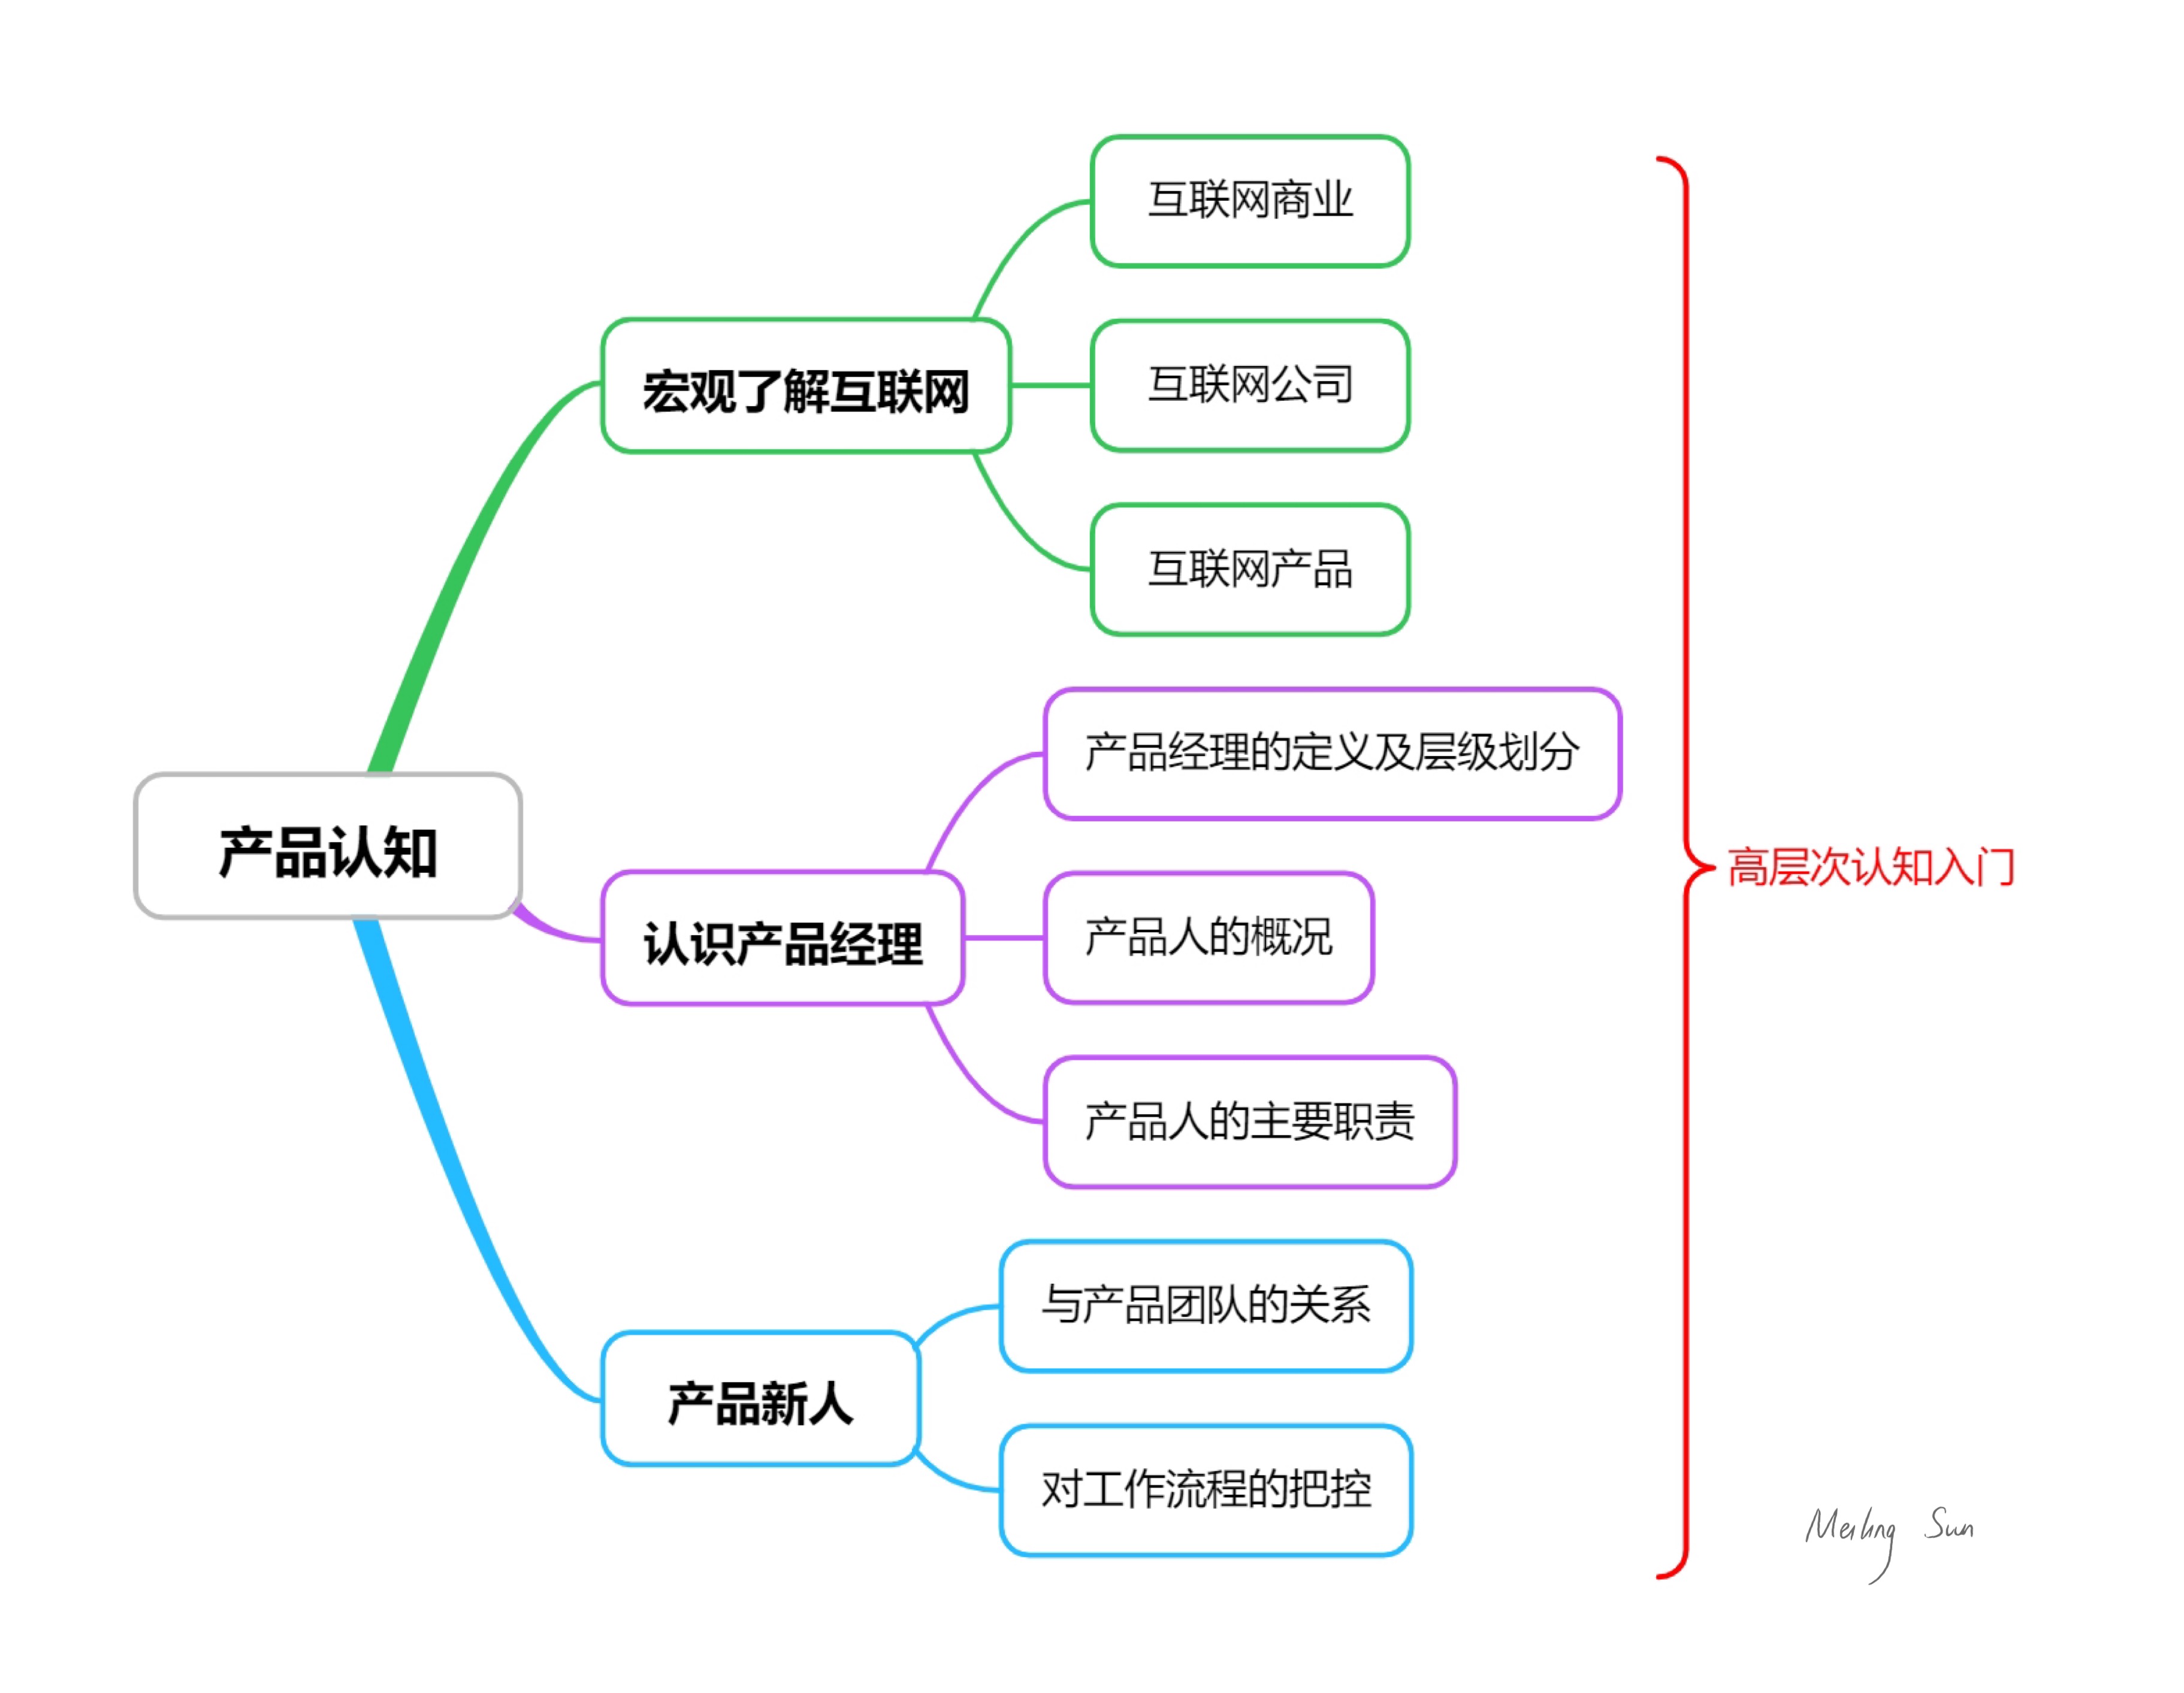 产品认知
宏观了解互联网
互联网商业
互联网公司
互联网产品
认识产品经理
产品经理的定义及层级划分
产品人的概况
产品人的主要职责
产品新人
与产品团队的关系
对工作流程的把控
高层次认知入门
Meiling Sun